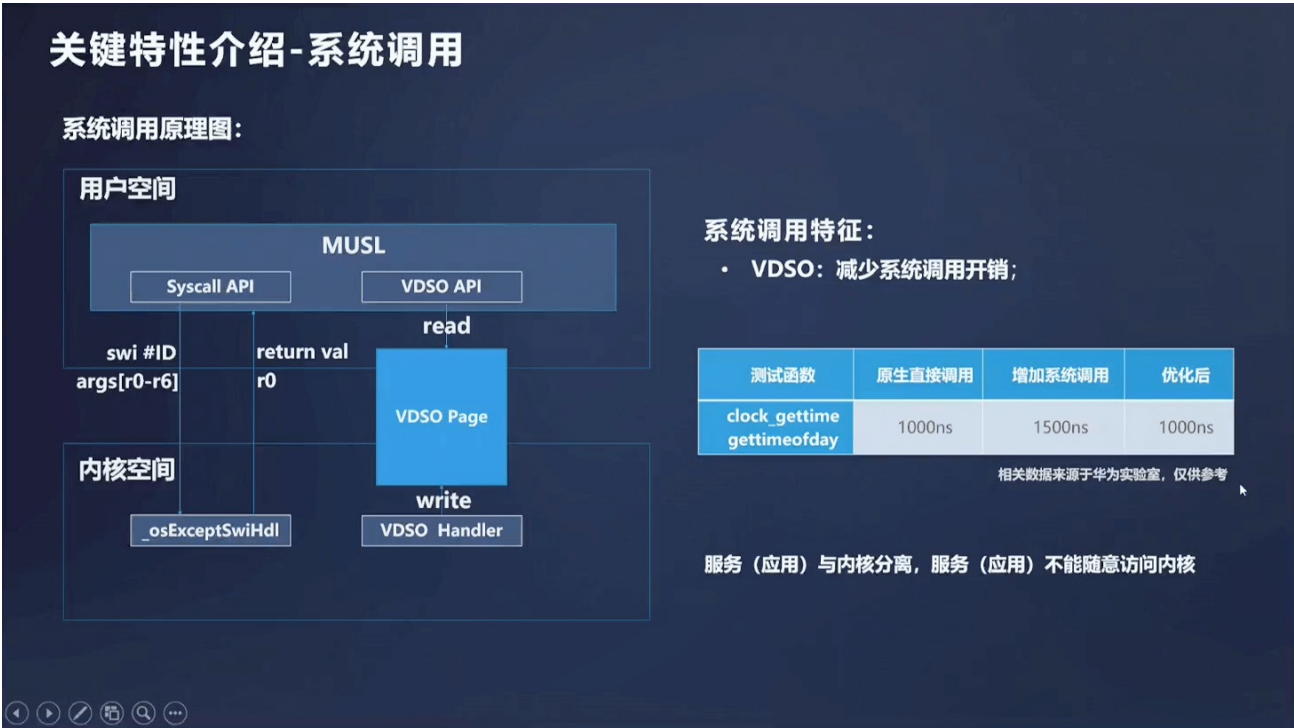 关键特性介绍-系统调用
系统调用原理图：
用户空间
MUSL
Syscall API
VDSO API
read
swi #ID
args[r0-r6]
return val
r0
VDSO Page
内核空间
write
_osExceptSwiHdl
VDSO Handler
系统调用特征：
• VDSO：减少系统调用开销；
测试函数 原生直接调用 增加系统调用 优化后
clock_gettime
gettimeofday
1000ns 1500ns 1000ns
相关数据来源于华为实验室，仅供参考
服务（应用）与内核分离，服务（应用）不能随意访问内核